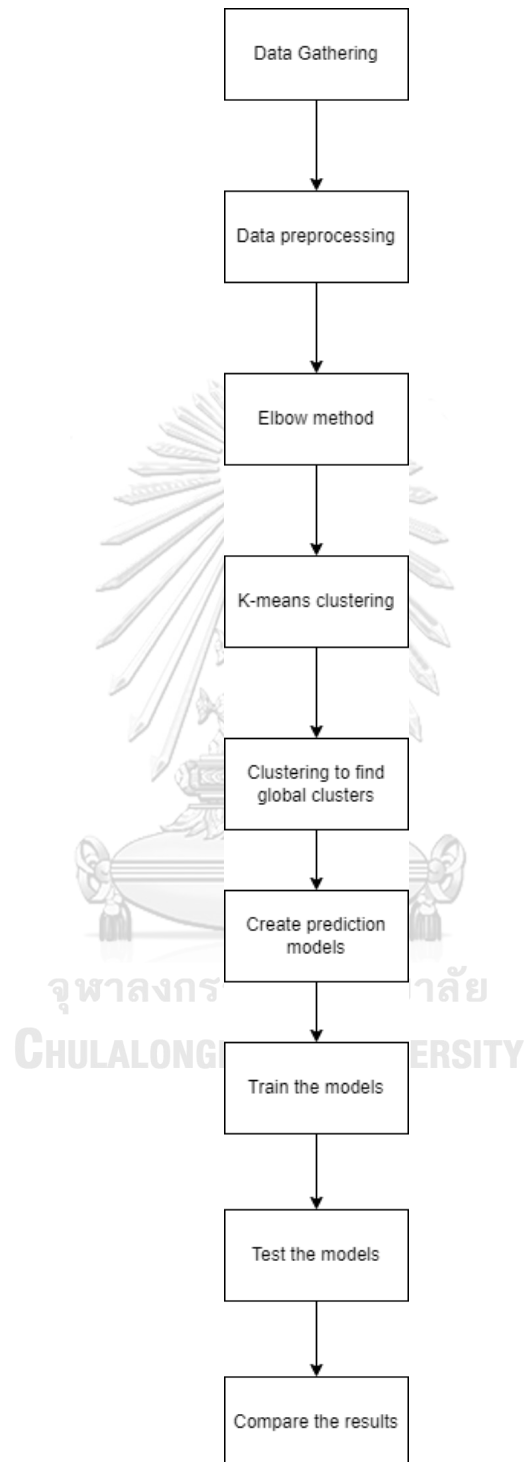 Data Gathering
Data preprocessing
Elbow method
K-means clustering
Clustering to find
global clusters
Create prediction
models
จุฬาลงกร าลัย
CHULALONG ERSITY
Train the models
Test the models
Compare the results